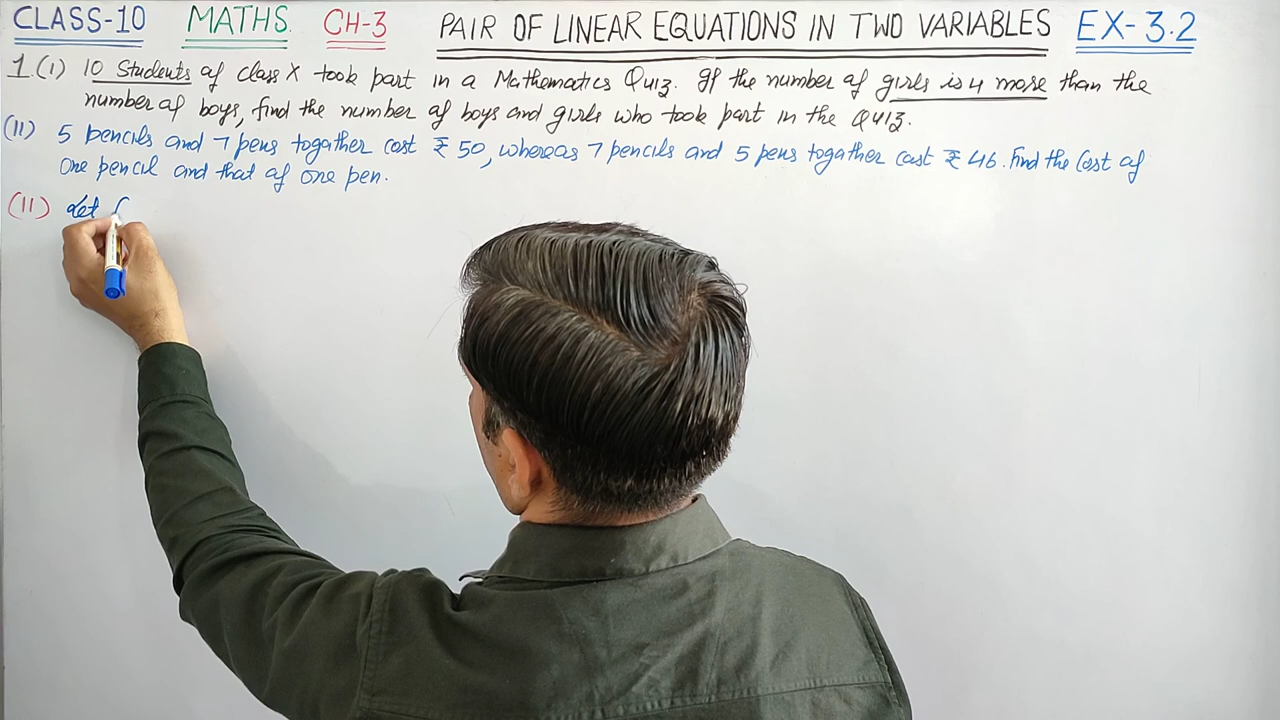 CLASS-10 MATHS. CH-3 PAIR OF LINEAR EQUATIONS IN TWO VARIABLES EX-3.2
1.(i) 10 Students of class X took part in a Mathematics Quiz. If the number of girls is 4 more than the
number of boys, find the number of boys and girls who took part in the Quiz.
(ii) 5 pencils and 7 pens togather cost ₹ 50, whereas 7 pencils and 5 pens togather cost ₹ 46. Find the Cost of
One pencil and that of one pen.
(ii) Let